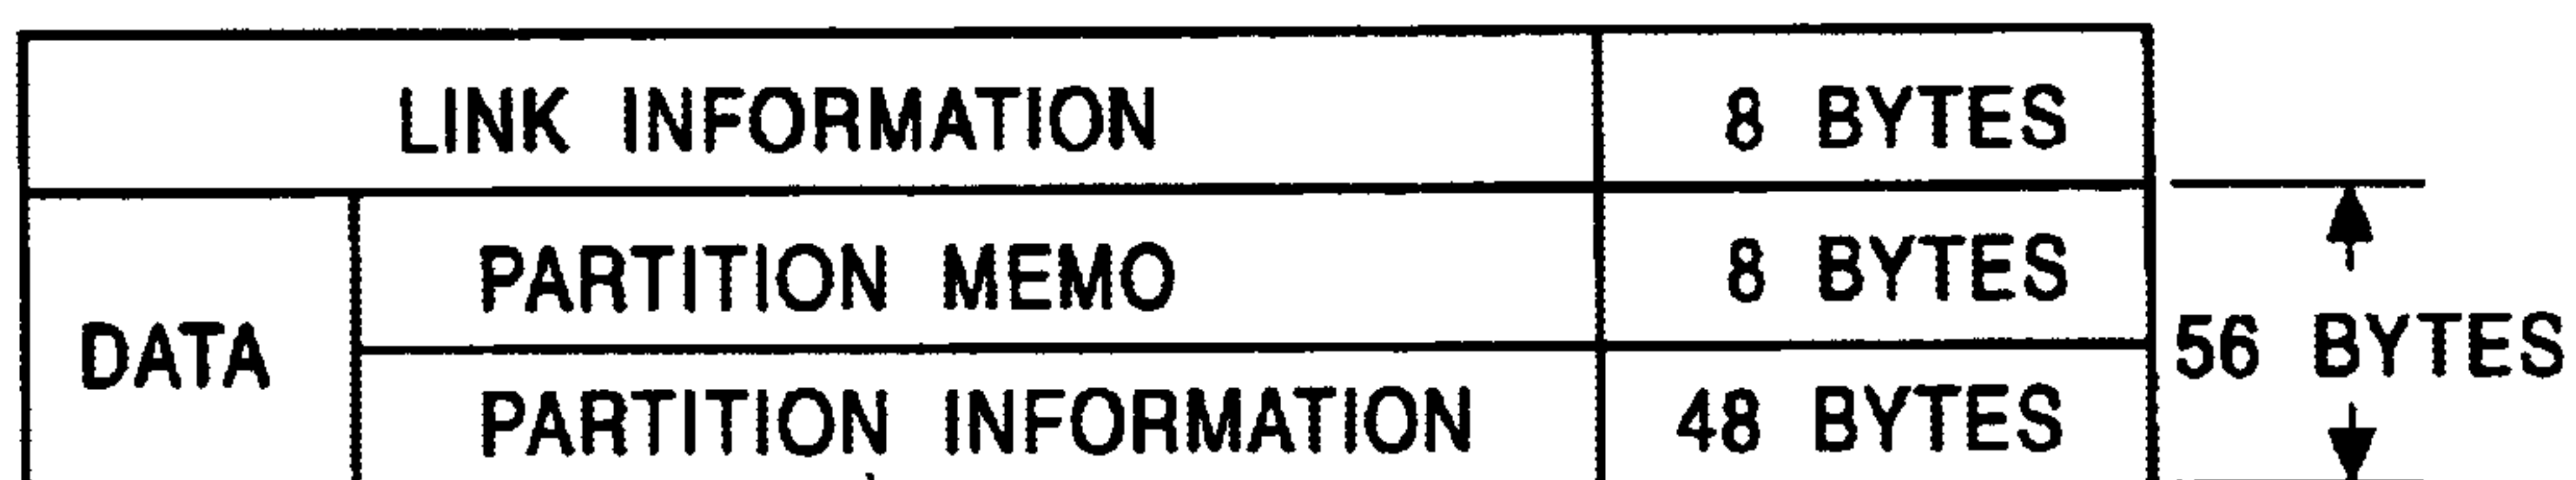 LINK INFORMATION 8 BYTES
PARTITION MEMO 8 BYTES
DATA 56 BYTES
PARTITION INFORMATION 48 BYTES